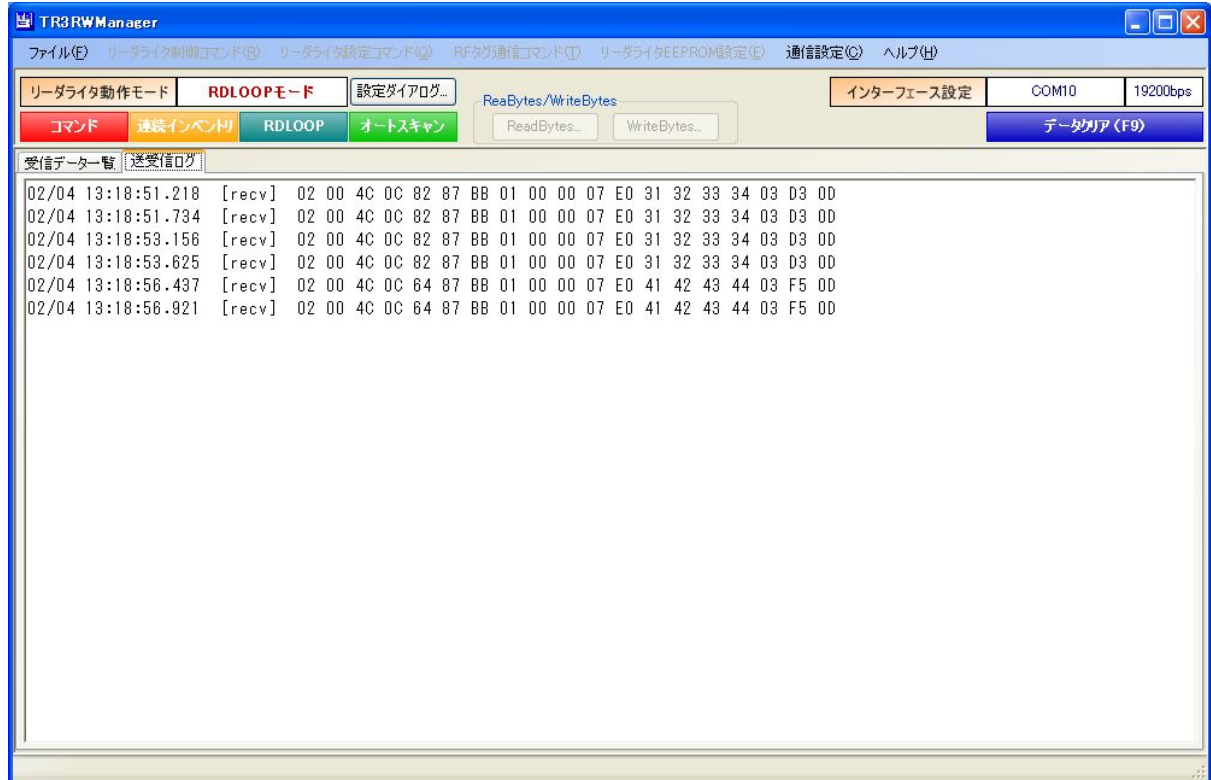 TR3RWManager
ファイル(F) リーダライタ制御コマンド(R) リーダライタ設定コマンド(Q) RFタグ通信コマンド(T) リーダライタEEPROM設定(E) 通信設定(C) ヘルプ(H)
リーダライタ動作モード RDLOOPモード 設定ダイアログ... ReaBytes/WriteBytes インターフェース設定 COM10 19200bps
コマンド 連続インベントリ RDLOOP オートスキャン ReadBytes... WriteBytes... データクリア(F9)
受信データ一覧 送受信ログ
02/04 13:18:51.218 [recv] 02 00 4C 0C 82 87 BB 01 00 00 07 E0 31 32 33 34 03 D3 0D
02/04 13:18:51.734 [recv] 02 00 4C 0C 82 87 BB 01 00 00 07 E0 31 32 33 34 03 D3 0D
02/04 13:18:53.156 [recv] 02 00 4C 0C 82 87 BB 01 00 00 07 E0 31 32 33 34 03 D3 0D
02/04 13:18:53.625 [recv] 02 00 4C 0C 82 87 BB 01 00 00 07 E0 31 32 33 34 03 D3 0D
02/04 13:18:56.437 [recv] 02 00 4C 0C 64 87 BB 01 00 00 07 E0 41 42 43 44 03 F5 0D
02/04 13:18:56.921 [recv] 02 00 4C 0C 64 87 BB 01 00 00 07 E0 41 42 43 44 03 F5 0D